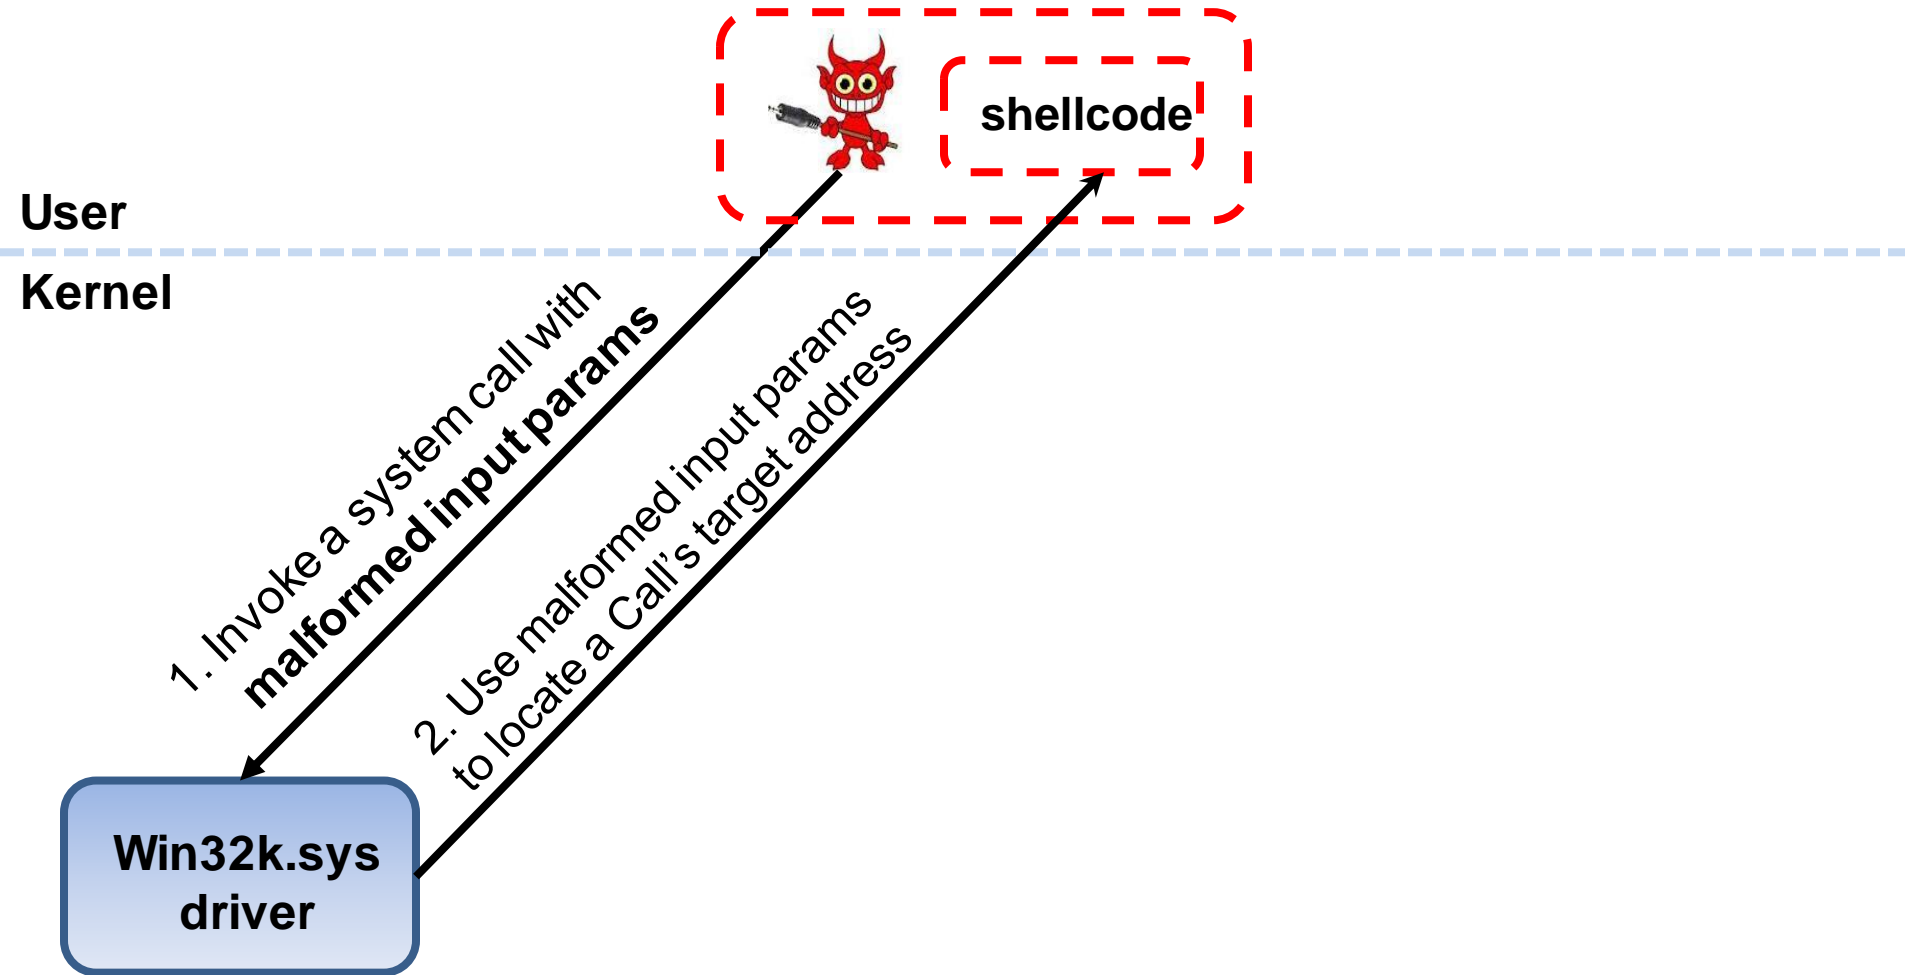 shellcode
User
Kernel
1. Invoke a system call with
malformed input params
2. Use malformed input params
to locate a Call’s target address
Win32k.sys
driver